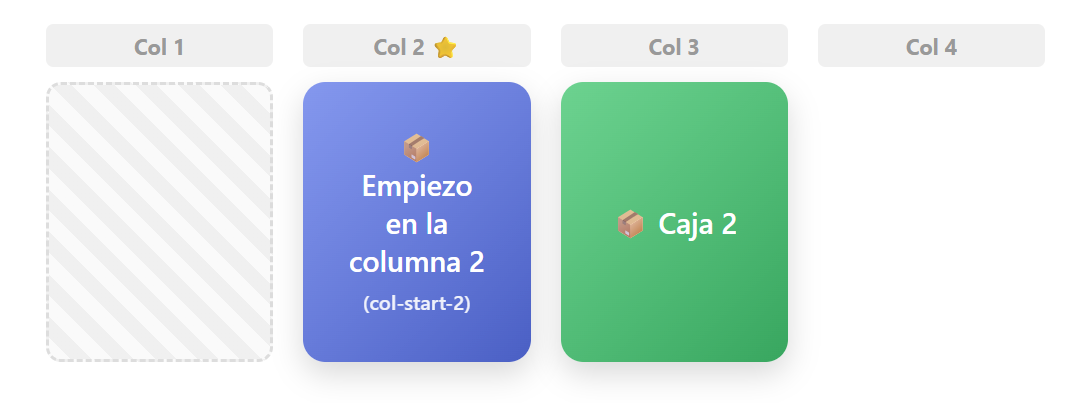 Col 1
Col 2 ⭐
Col 3
Col 4
📦
Empiezo
en la
columna 2
(col-start-2)
📦 Caja 2